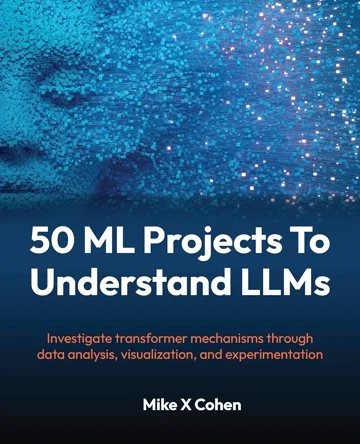 50 ML Projects To
Understand LLMs
Investigate transformer mechanisms through
data analysis, visualization, and experimentation
Mike X Cohen